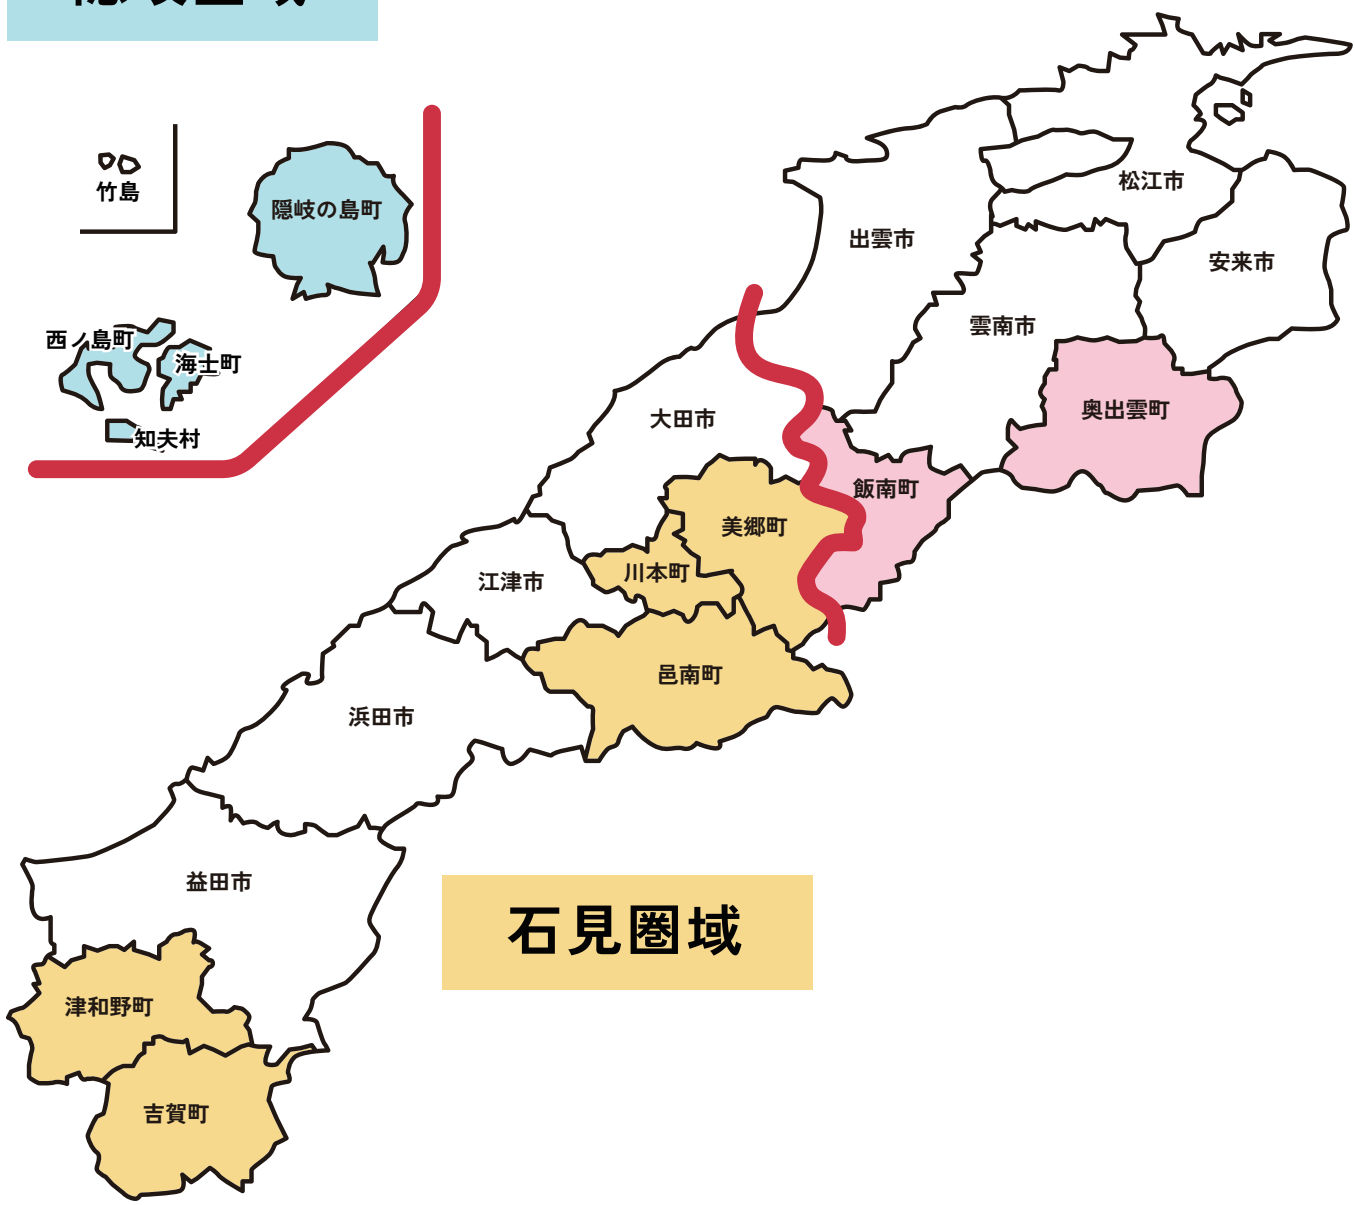 竹島
隠岐の島町
西ノ島町
海士町
知夫村
松江市
出雲市
安来市
雲南市
奥出雲町
大田市
飯南町
美郷町
川本町
江津市
邑南町
浜田市
益田市
石見圏域
津和野町
吉賀町